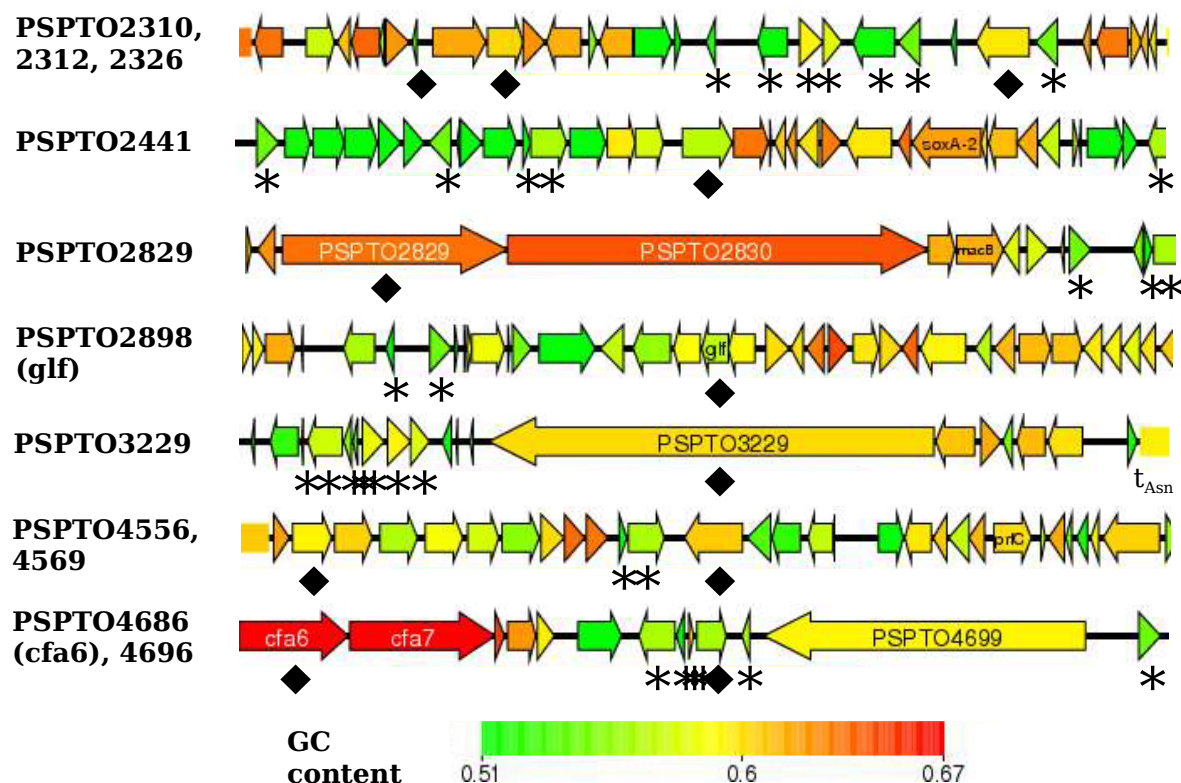 PSPTO2310,
2312, 2326
PSPTO2441
soxA-2
PSPTO2829
PSPTO2829
PSPTO2830
macB
PSPTO2898
(glf)
glf
PSPTO3229
PSPTO3229
tAsn
PSPTO4556,
4569
prlC
PSPTO4686
(cfa6), 4696
cfa6
cfa7
PSPTO4699
GC
content
0.51
0.6
0.67